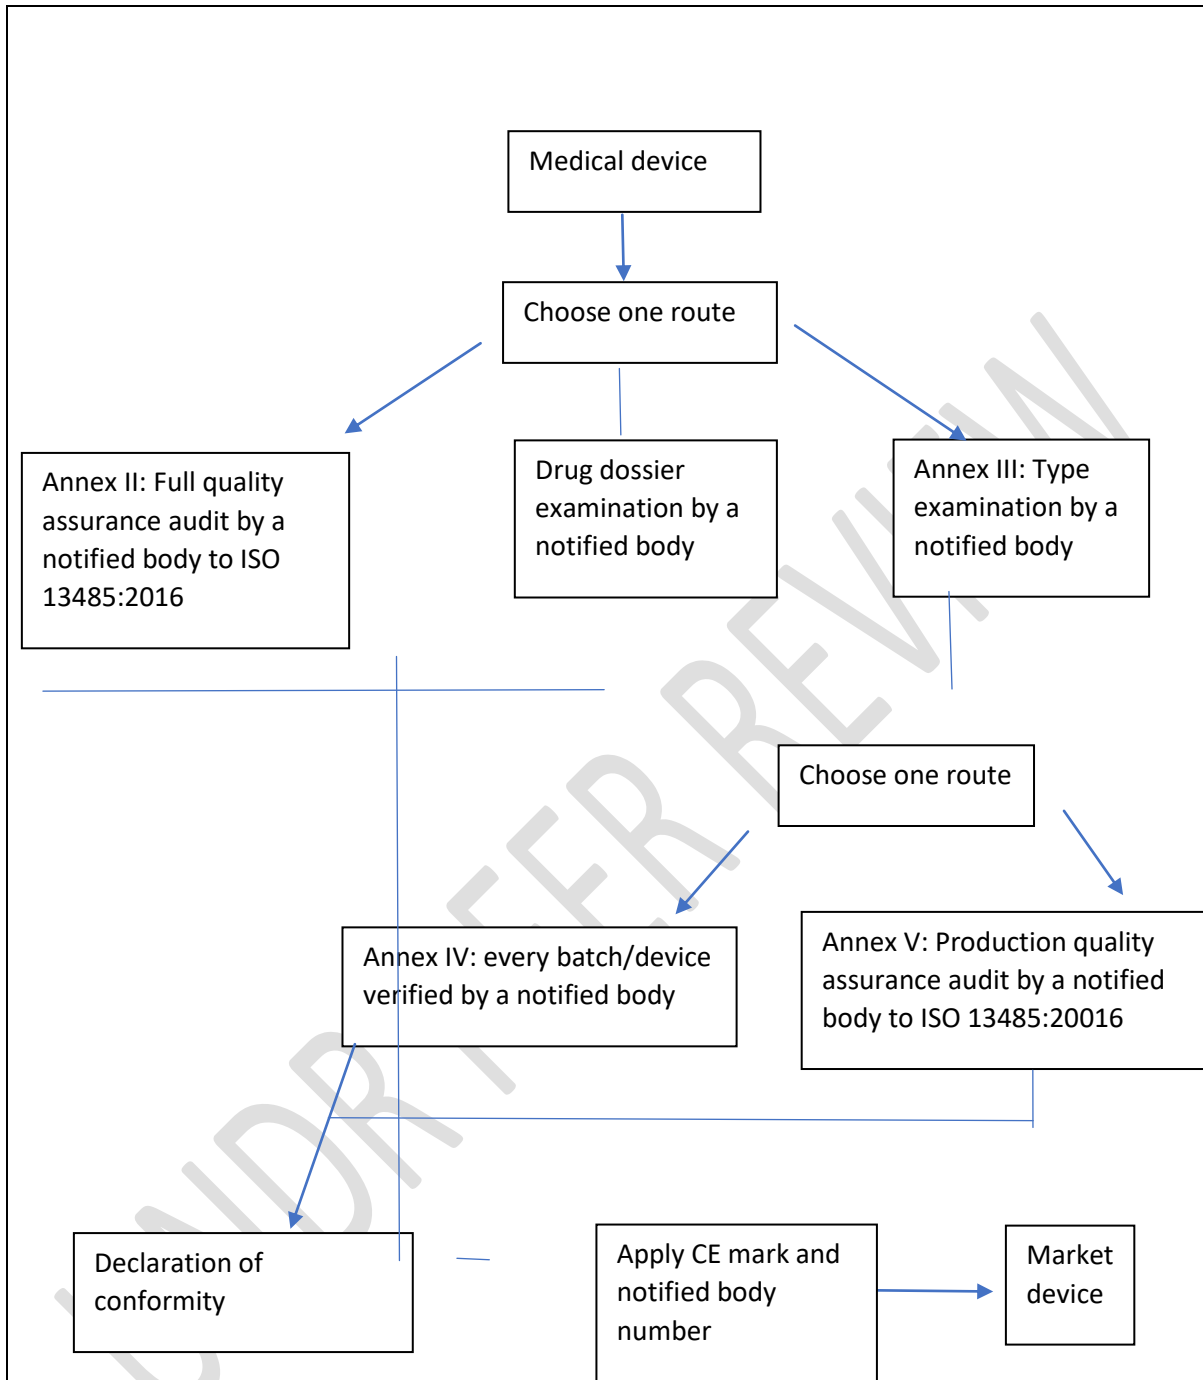 Medical device
Choose one route
Annex II: Full quality
assurance audit by a
notified body to ISO
13485:2016
Drug dossier
examination by a
notified body
Annex III: Type
examination by a
notified body
Choose one route
Annex IV: every batch/device
verified by a notified body
Annex V: Production quality
assurance audit by a notified
body to ISO 13485:20016
Declaration of
conformity
Apply CE mark and
notified body
number
Market
device
UNDR PEER REVIEW